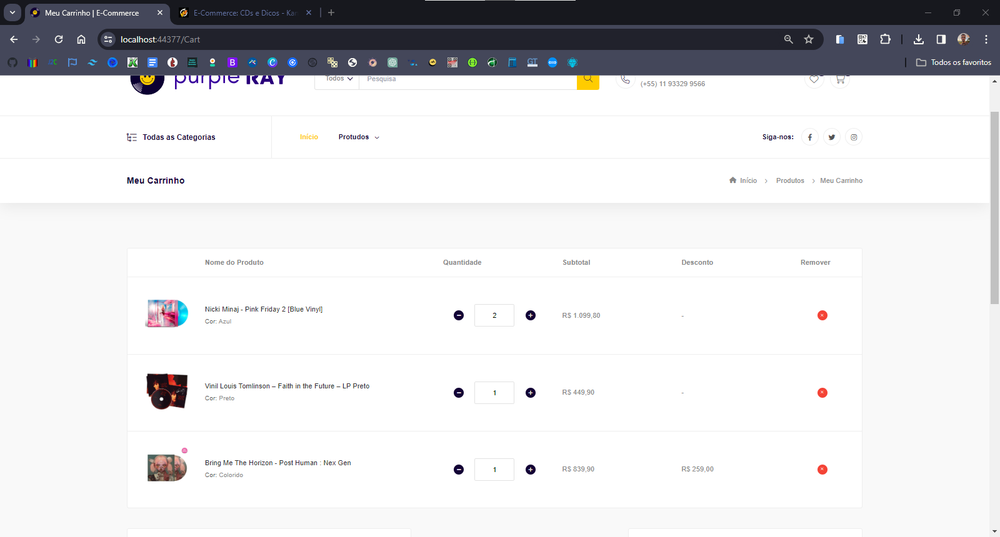 Meu Carrinho | E-Commerce
E-Commerce: CDs e Dicos - Kan
localhost:44377/Cart
Todos os favoritos
purple RAY
Todos
Pesquisa
(+55) 11 93329 9566
Todas as Categorias
Início
Protudos
Siga-nos:
Meu Carrinho
Início
Produtos
Meu Carrinho
Nome do Produto
Quantidade
Subtotal
Desconto
Remover
Nicki Minaj - Pink Friday 2 [Blue Vinyl]
Cor: Azul
2
R$ 1.099,80
-
Vinil Louis Tomlinson – Faith in the Future – LP Preto
Cor: Preto
1
R$ 449,90
-
Bring Me The Horizon - Post Human : Nex Gen
Cor: Colorido
1
R$ 839,90
R$ 259,00